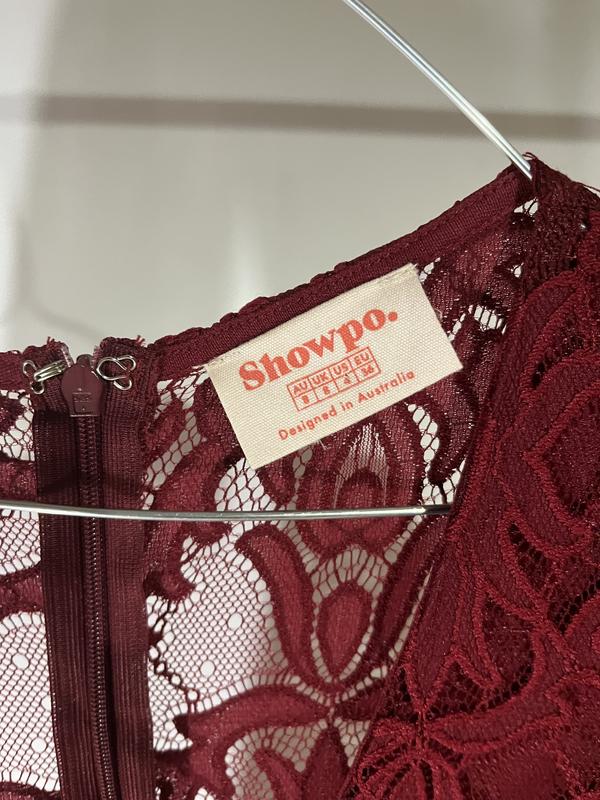 Showpo.
AU UK US EU
8 8 4 36
Designed in Australia